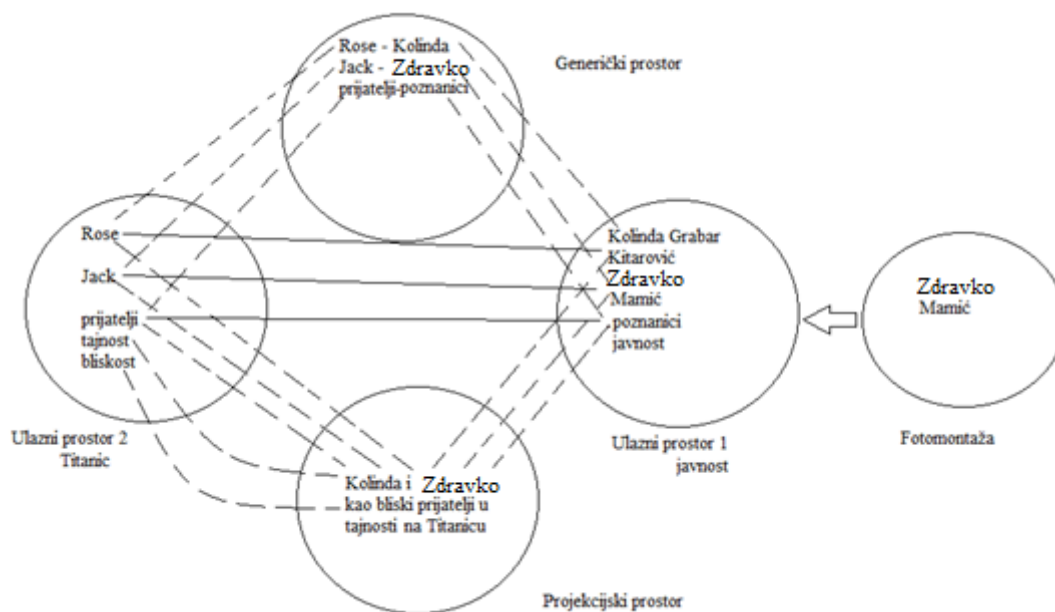 Rose - Kolinda
Jack - Zdravko
prijatelji-poznanici
Generički prostor
Rose
Jack
prijatelji
tajnost
bliskost
Ulazni prostor 2
Titanic
Kolinda Grabar
Kitarović
Zdravko
Mamić
poznanici
javnost
Ulazni prostor 1
javnost
Zdravko
Mamić
Fotomontaža
Kolinda i Zdravko
kao bliski prijatelji u
tajnosti na Titanicu
Projekcijski prostor